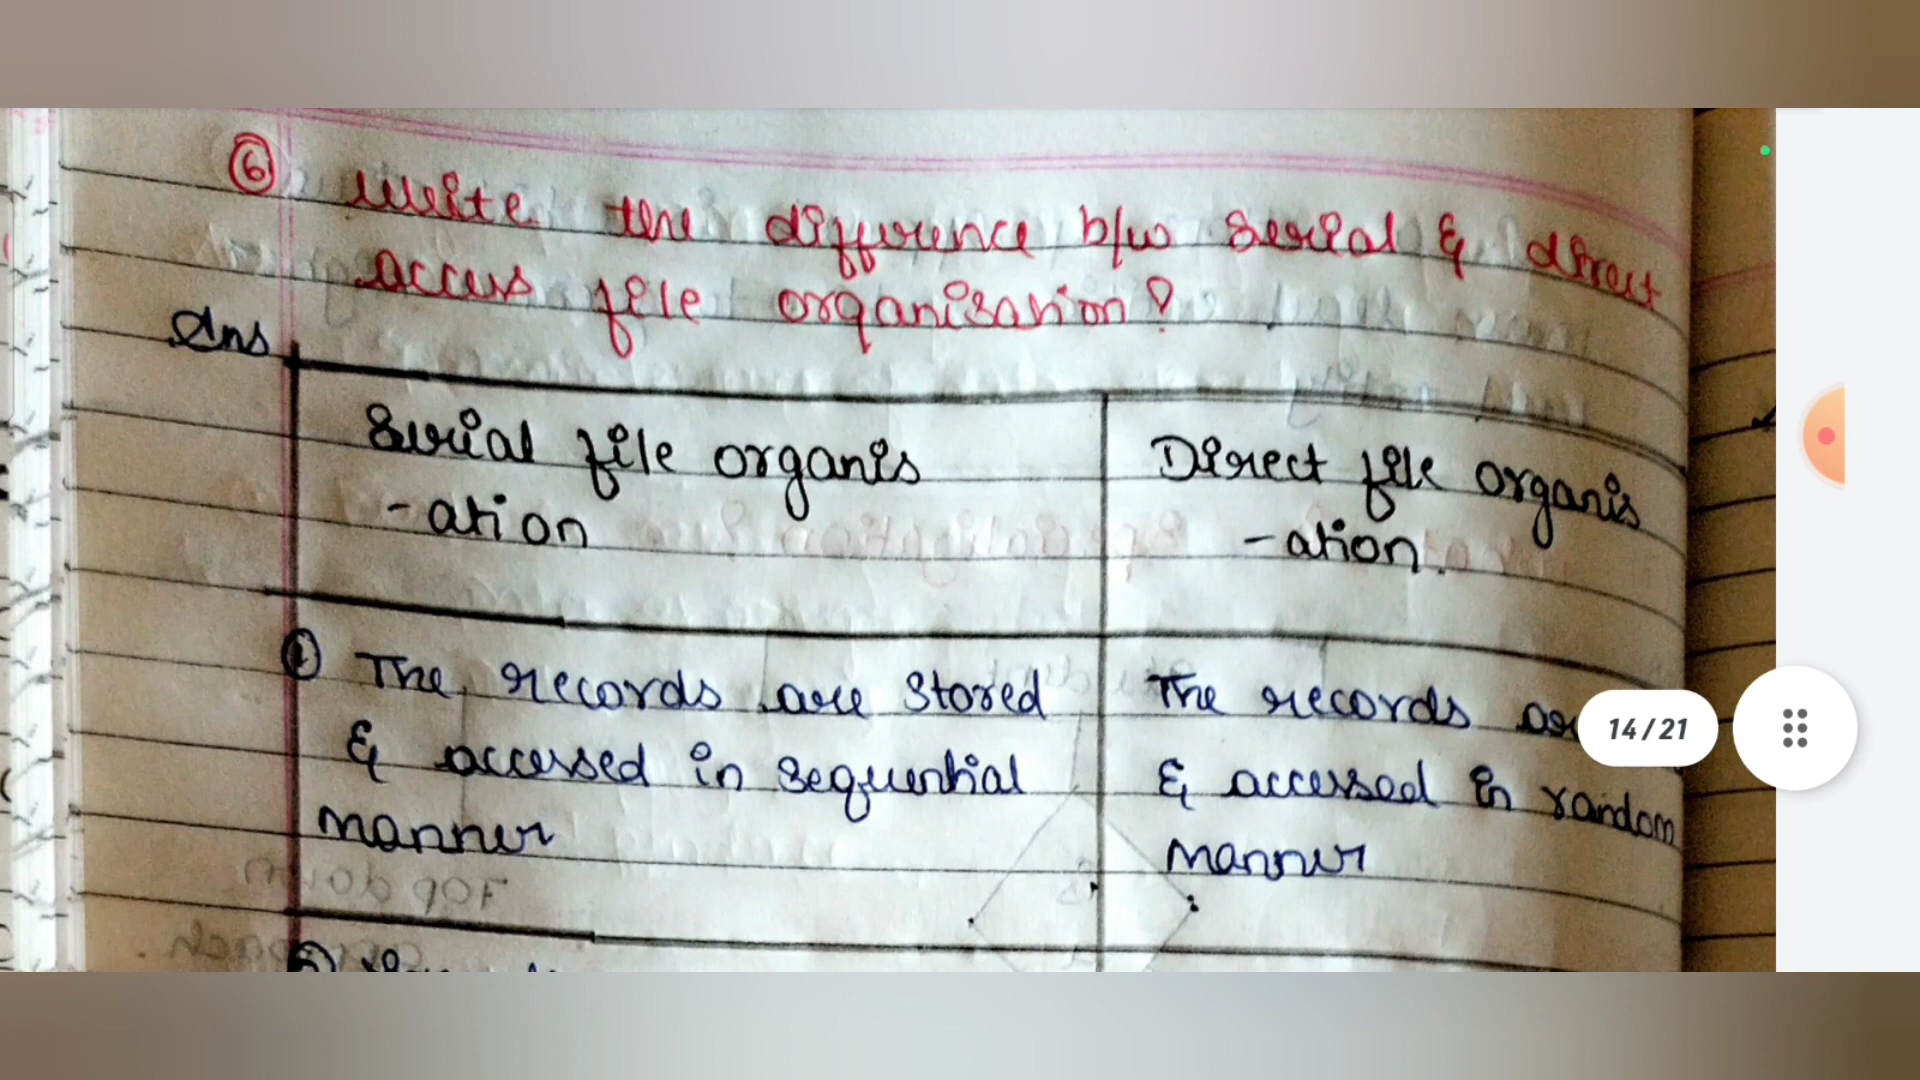 6 Write the difference b/w Serial & direct
access file organisation?
Ans
Serial file organis
-ation
Direct file organis
-ation.
1 The records are stored
& accessed in sequential
manner
The records
& accessed in random
manner
14/21